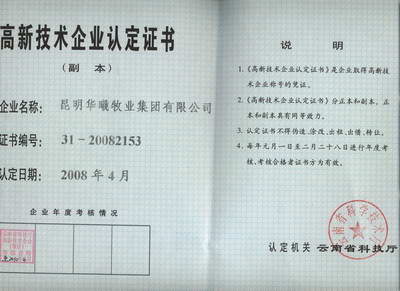 高新技术企业认定证书
（副 本）
企业名称： 昆明华曦牧业集团有限公司
证书编号： 31-20082153
认定日期： 2008 年 4 月
企 业 年 度 考 核 情 况
说 明
1.《高新技术企业认定证书》是企业取得高新技
术企业称号的凭证。
2.《高新技术企业认定证书》分正本和副本，正
本和副本具有同等效力。
3. 认定证书不得伪造、涂改、出租、出借、转让。
4. 每年元月一日至二月二十八日进行年度考
核，考核合格者证书方为有效。
云南省科学技术厅
认定机关 云南省科技厅